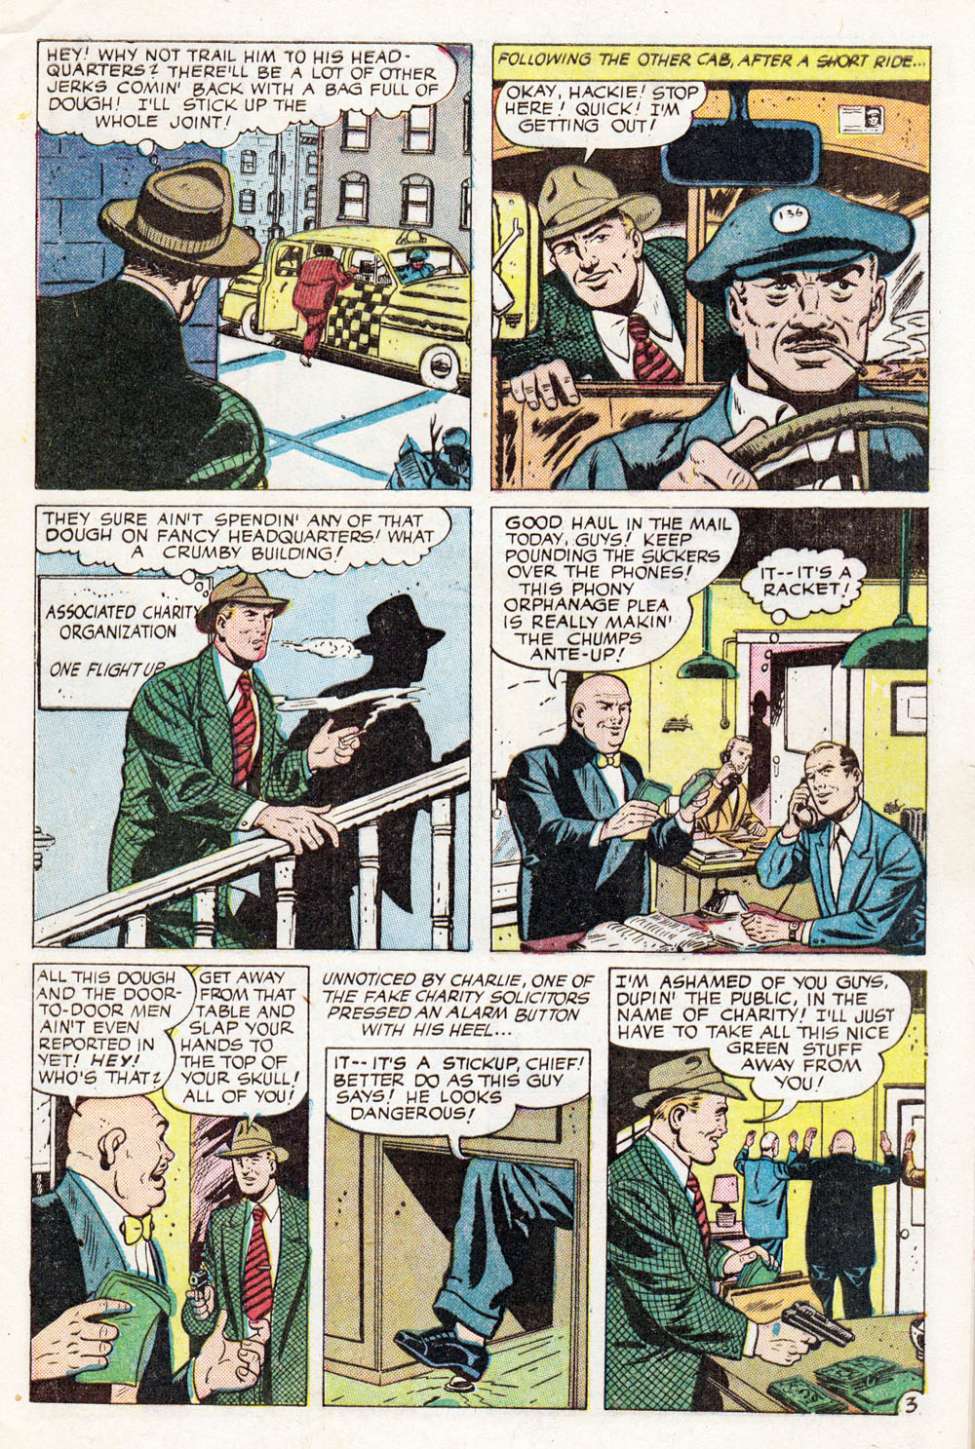 HEY! WHY NOT TRAIL HIM TO HIS HEAD-
QUARTERS? THERE'LL BE A LOT OF OTHER
JERKS COMIN' BACK WITH A BAG FULL OF
DOUGH! I'LL STICK UP THE
WHOLE JOINT!
FOLLOWING THE OTHER CAB, AFTER A SHORT RIDE...
OKAY, HACKIE! STOP
HERE! QUICK! I'M
GETTING OUT!
136
THEY SURE AIN'T SPENDIN' ANY OF THAT
DOUGH ON FANCY HEADQUARTERS! WHAT
A CRUMBY BUILDING!
ASSOCIATED CHARITY
ORGANIZATION
ONE FLIGHT UP
GOOD HAUL IN THE MAIL
TODAY, GUYS! KEEP
POUNDING THE SUCKERS
OVER THE PHONES!
THIS PHONY
ORPHANAGE PLEA
IS REALLY MAKIN'
THE CHUMPS
ANTE-UP!
IT--IT'S A
RACKET!
ALL THIS DOUGH
AND THE DOOR-
TO-DOOR MEN
AIN'T EVEN
REPORTED IN
YET! HEY!
WHO'S THAT?
GET AWAY
FROM THAT
TABLE AND
SLAP YOUR
HANDS TO
THE TOP OF
YOUR SKULL!
ALL OF YOU!
UNNOTICED BY CHARLIE, ONE OF
THE FAKE CHARITY SOLICITORS
PRESSED AN ALARM BUTTON
WITH HIS HEEL...
IT--IT'S A STICKUP, CHIEF!
BETTER DO AS THIS GUY
SAYS! HE LOOKS
DANGEROUS!
I'M ASHAMED OF YOU GUYS,
DUPIN' THE PUBLIC, IN THE
NAME OF CHARITY! I'LL JUST
HAVE TO TAKE ALL THIS NICE
GREEN STUFF
AWAY FROM
YOU!
3